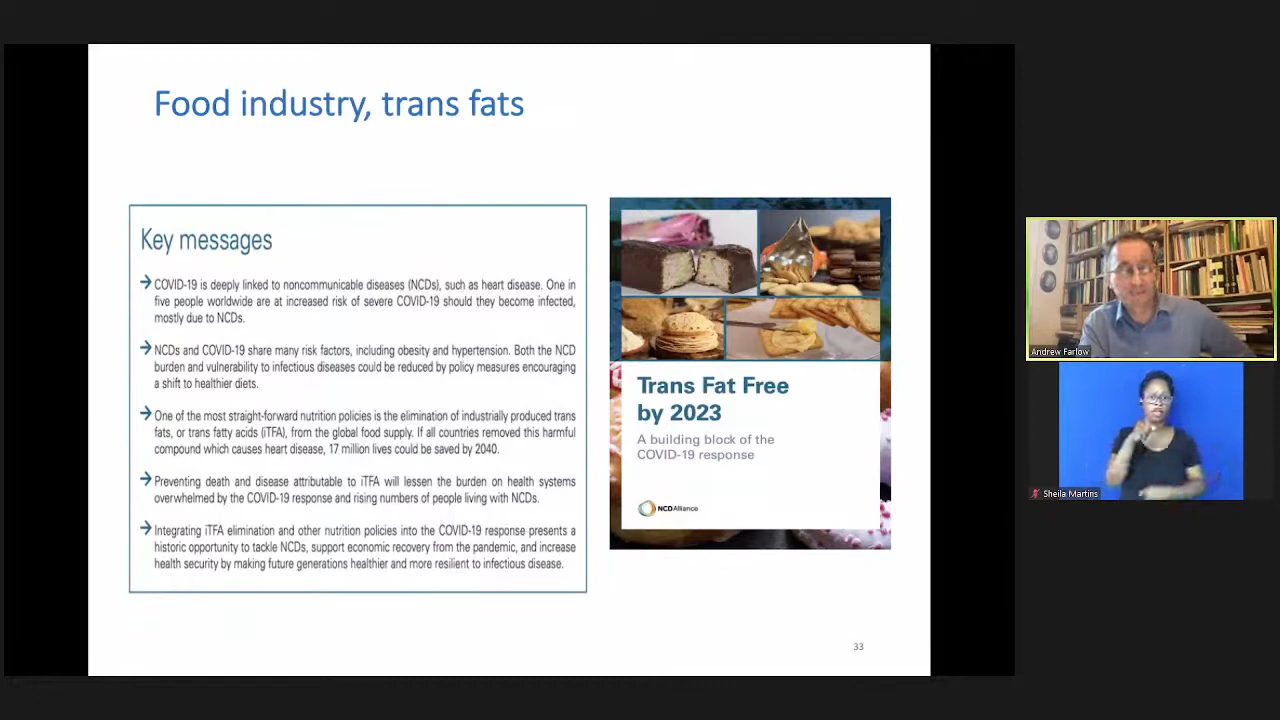 Food industry, trans fats
Key messages
COVID-19 is deeply linked to noncommunicable diseases (NCDs), such as heart disease. One in
five people worldwide are at increased risk of severe COVID-19 should they become infected,
mostly due to NCDs.
NCDs and COVID-19 share many risk factors, including obesity and hypertension. Both the NCD
burden and vulnerability to infectious diseases could be reduced by policy measures encouraging
a shift to healthier diets.
One of the most straight-forward nutrition policies is the elimination of industrially produced trans
fats, or trans fatty acids (iTFA), from the global food supply. If all countries removed this harmful
compound which causes heart disease, 17 million lives could be saved by 2040.
Preventing death and disease attributable to iTFA will lessen the burden on health systems
overwhelmed by the COVID-19 response and rising numbers of people living with NCDs.
Integrating iTFA elimination and other nutrition policies into the COVID-19 response presents a
historic opportunity to tackle NCDs, support economic recovery from the pandemic, and increase
health security by making future generations healthier and more resilient to infectious disease.
Trans Fat Free
by 2023
A building block of the
COVID-19 response
NCDAlliance
33
Andrew Farlow
Sheila Martins